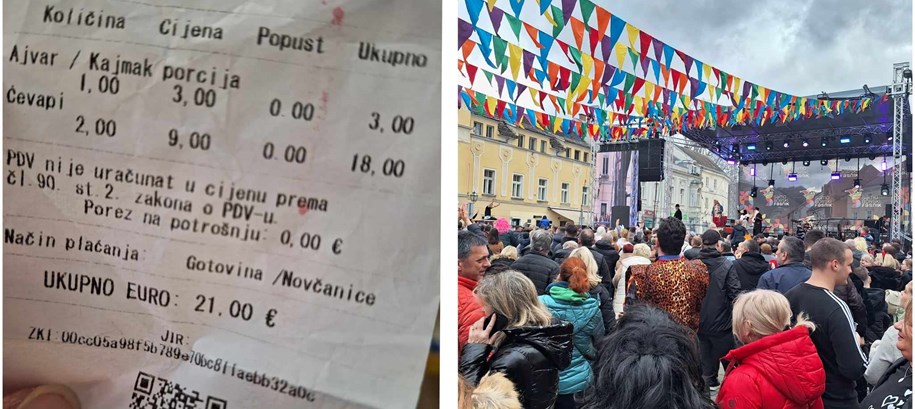 Količina Cijena Popust Ukupno
Ajvar / Kajmak porcija
1,00 3,00 0.00 3,00
Ćevapi
2,00 9,00 0.00 18,00
PDV nije uračunat u cijenu prema
čl.90. st.2. zakona o PDV-u.
Porez na potrošnju: 0,00 €
Način plaćanja: Gotovina /Novčanice
UKUPNO EURO: 21.00 €
JIR: